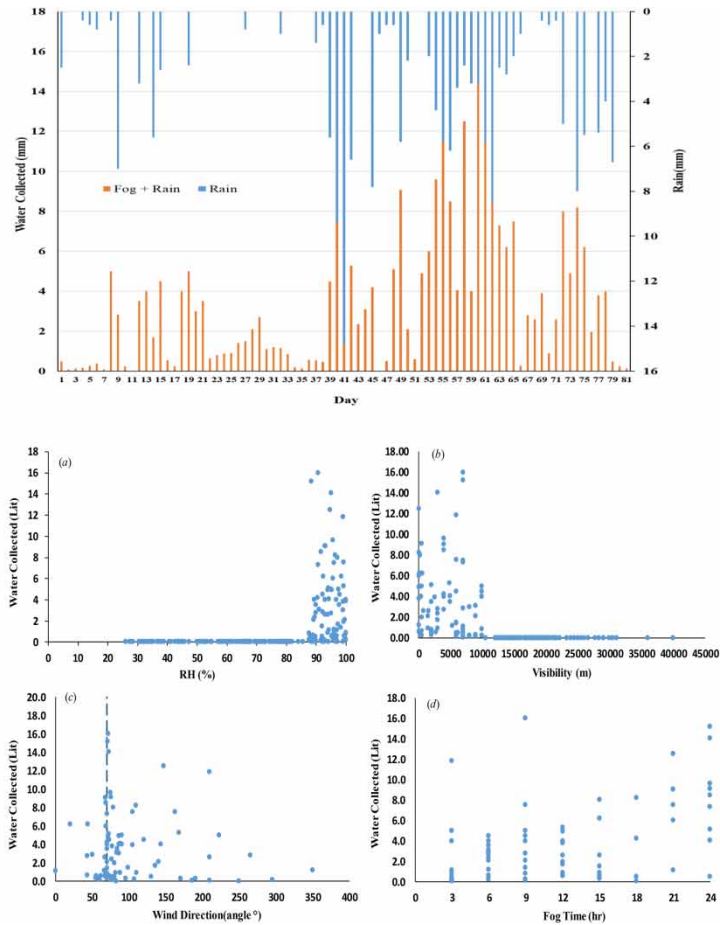 18 16 14 12 10 8 6 4 2 0
Water Collected (mm)
Fog + Rain Rain
0 2 4 6 8 10 12 14 16
Rain(mm)
1 3 5 7 9 11 13 15 17 19 21 23 25 27 29 31 33 35 37 39 41 43 45 47 49 51 53 55 57 59 61 63 65 67 69 71 73 75 77 79 81
Day
(a)
18 16 14 12 10 8 6 4 2 0
Water Collected (Lit)
0 10 20 30 40 50 60 70 80 90 100
RH (%)
(b)
18.00 16.00 14.00 12.00 10.00 8.00 6.00 4.00 2.00 0.00
Water Collected (Lit)
0 5000 10000 15000 20000 25000 30000 35000 40000 45000
Visibility (m)
(c)
20.0 18.0 16.0 14.0 12.0 10.0 8.0 6.0 4.0 2.0 0.0
Water Collected (Lit)
0 50 100 150 200 250 300 350 400
Wind Direction(angle °)
(d)
18.0 16.0 14.0 12.0 10.0 8.0 6.0 4.0 2.0 0.0
Water Collected (Lit)
0 3 6 9 12 15 18 21 24
Fog Time (hr)